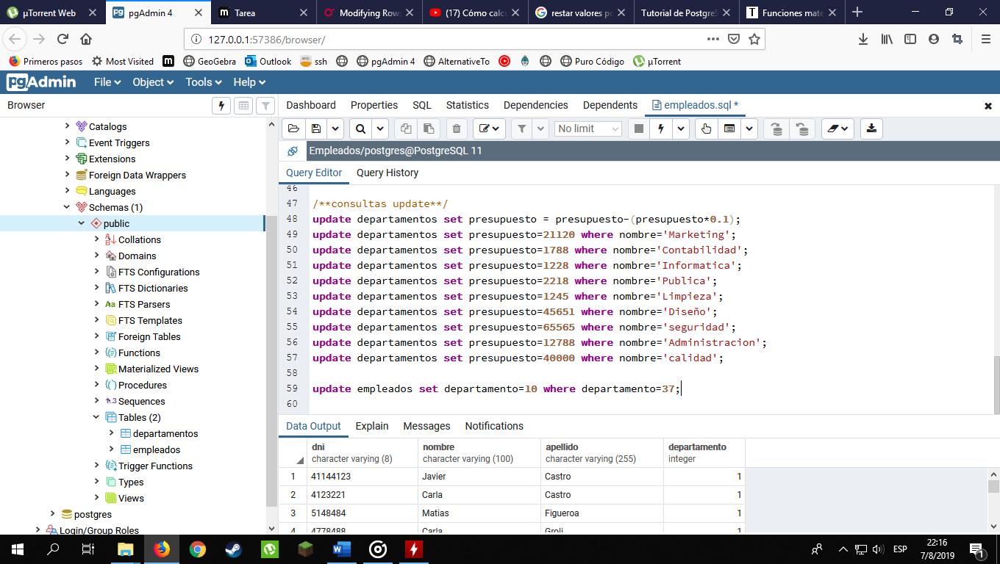 µTorrent Web
pgAdmin 4
Tarea
Modifying Rows
(17) Cómo calc
restar valores po
Tutorial de Postgre
Funciones mate
127.0.0.1:57386/browser/
Primeros pasos
Most Visited
GeoGebra
Outlook
ssh
pgAdmin 4
AlternativeTo
Puro Código
µTorrent
pgAdmin
File
Object
Tools
Help
Browser
Dashboard
Properties
SQL
Statistics
Dependencies
Dependents
empleados.sql *
No limit
Empleados/postgres@PostgreSQL 11
Query Editor
Query History
Catalogs
Event Triggers
Extensions
Foreign Data Wrappers
Languages
Schemas (1)
public
Collations
Domains
FTS Configurations
FTS Dictionaries
FTS Parsers
FTS Templates
Foreign Tables
Functions
Materialized Views
Procedures
Sequences
Tables (2)
departamentos
empleados
Trigger Functions
Types
Views
postgres
Login/Group Roles
46
47 /**consultas update**/
48 update departamentos set presupuesto = presupuesto-(presupuesto*0.1);
49 update departamentos set presupuesto=21120 where nombre='Marketing';
50 update departamentos set presupuesto=1788 where nombre='Contabilidad';
51 update departamentos set presupuesto=1228 where nombre='Informatica';
52 update departamentos set presupuesto=2218 where nombre='Publica';
53 update departamentos set presupuesto=1245 where nombre='Limpieza';
54 update departamentos set presupuesto=45651 where nombre='Diseño';
55 update departamentos set presupuesto=65565 where nombre='seguridad';
56 update departamentos set presupuesto=12788 where nombre='Administracion';
57 update departamentos set presupuesto=40000 where nombre='calidad';
58
59 update empleados set departamento=10 where departamento=37;
60
Data Output
Explain
Messages
Notifications
dni nombre apellido departamento
character varying (8) character varying (100) character varying (255) integer
1 41144123 Javier Castro 1
2 4123221 Carla Castro 1
3 5148484 Matias Figueroa 1
4 4778488 Carla Groli 1
ESP
22:16
7/8/2019
1